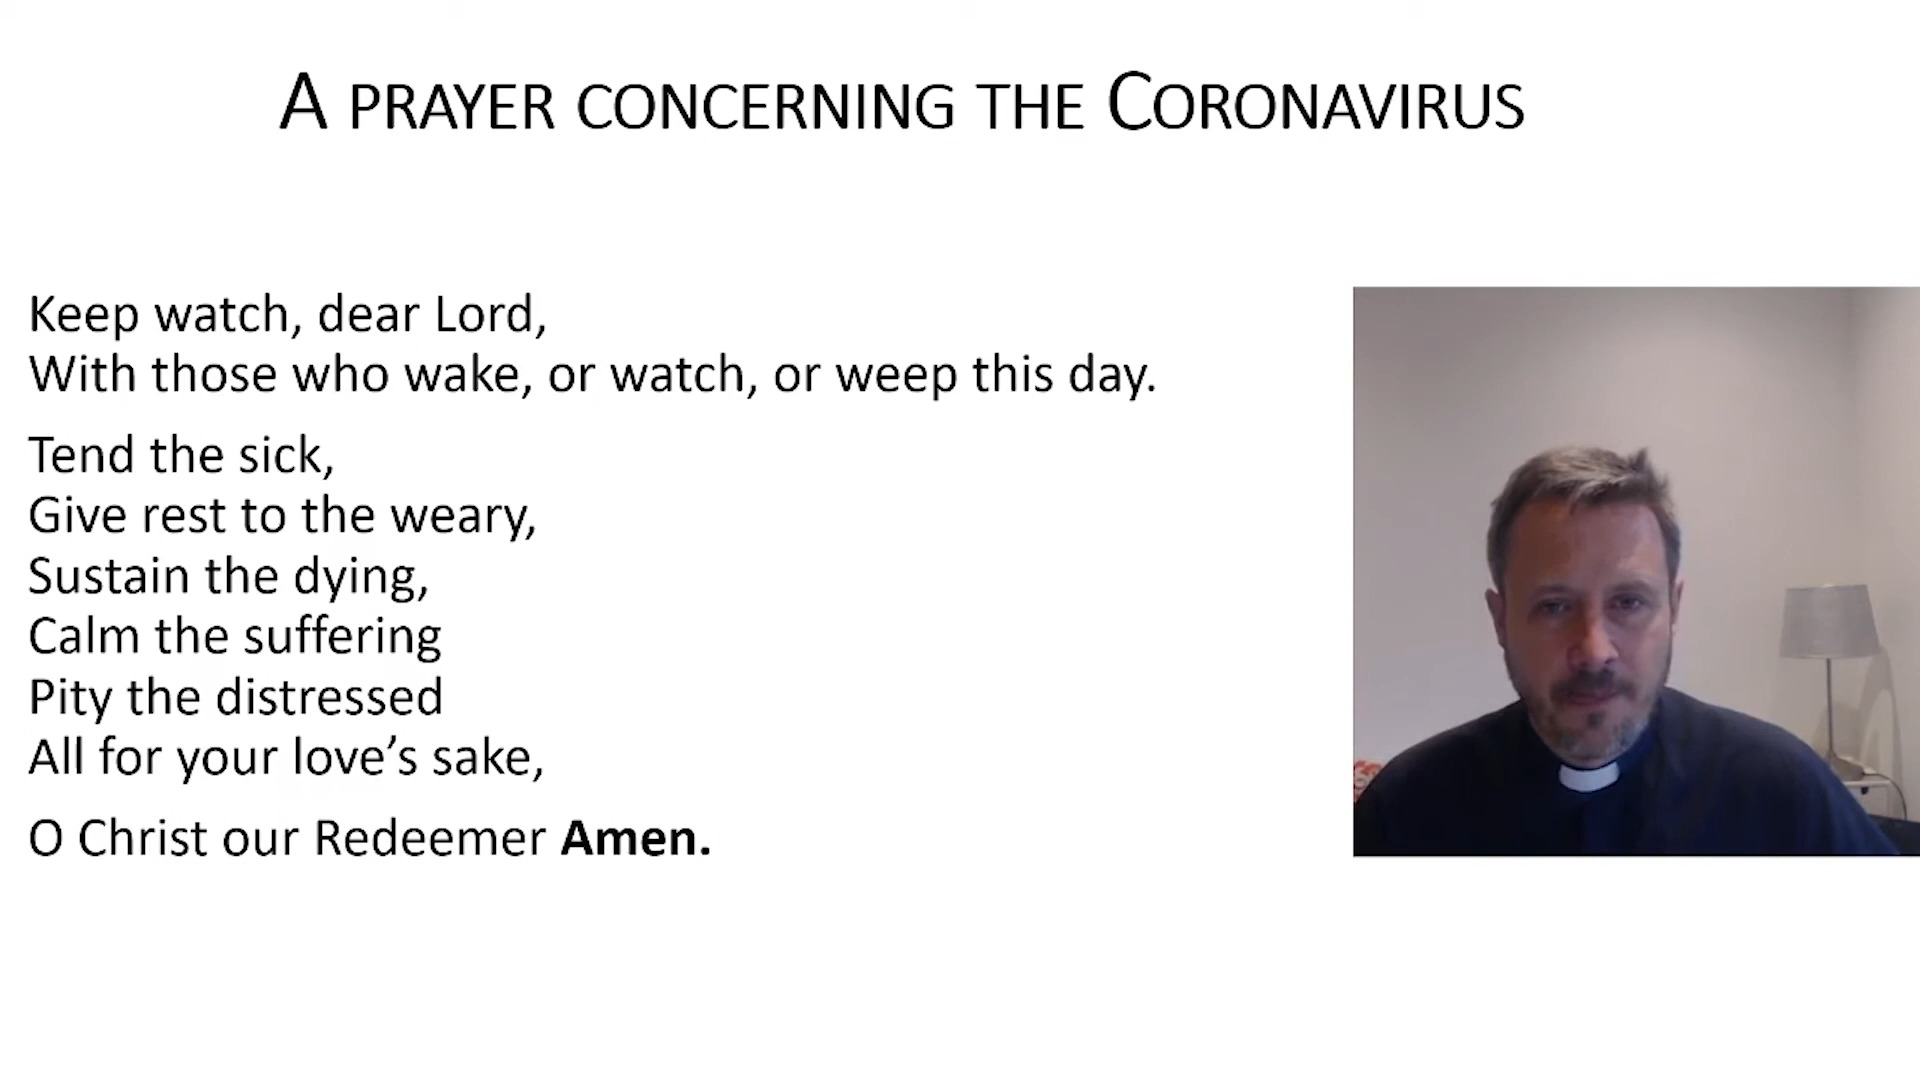 A PRAYER CONCERNING THE CORONAVIRUS
Keep watch, dear Lord,
With those who wake, or watch, or weep this day.
Tend the sick,
Give rest to the weary,
Sustain the dying,
Calm the suffering
Pity the distressed
All for your love’s sake,
O Christ our Redeemer Amen.